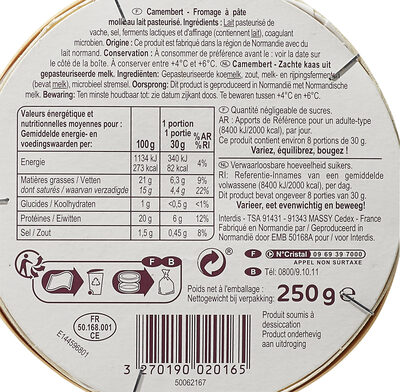 Camembert - Fromage à pâte
molleau lait pasteurisé. Ingrédients : Lait pasteurisé de
vache, sel, ferments lactiques et d'affinage (contiennent lait), coagulant
microbien. Origine : Ce produit est fabriqué dans la région de Normandie avec du
lait normand. Conservation : À consommer de préférence avant le : voir la date sur
le côté de la boîte. À conserver entre +4°C et +6°C. Camembert - Zachte kaas uit
gepasteuriseerde melk. Ingrediënten: Gepasteuriseerde koemelk, zout, melk- en rijpingsfermenten
(bevat melk), microbieel stremsel. Oorsprong: Dit product is geproduceerd in Normandië met Normandische
melk. Bewaring: Ten minste houdbaar tot: zie datum zijkant doos. Te bewaren tussen +4°C en +6°C.
Valeurs énergétique et
nutritionnelles moyennes pour :
Gemiddelde energie- en
voedingswaarden per:
100 g
1 portion
1 portie
30 g
%AR
%RI
Energie 1134 kJ 273 kcal 340 kJ 82 kcal 4%
Matières grasses / Vetten 21 g 6,3 g 9%
dont saturés / waarvan verzadigde 15 g 4,4 g 22%
Glucides / Koolhydraten 1 g <0,5 g <1%
Protéines / Eiwitten 20 g 6 g 12%
Sel / Zout 1,5 g 0,45 g 8%
Quantité négligeable de sucres.
AR : Apports de Référence pour un adulte-type
(8400 kJ/2000 kcal), par jour.
Ce produit contient environ 8 portions de 30 g.
Variez, équilibrez, bougez !
Verwaarloosbare hoeveelheid suikers.
RI: Referentie-Innames van een gemiddelde
volwassene (8400 kJ/2000 kcal), per dag.
Dit product bevat ongeveer 8 porties van 30 g.
Varieer, eet evenwichtig en beweeg!
Interdis - TSA 91431 - 91343 MASSY Cedex - France
Fabriqué en Normandie par / Geproduceerd in
Normandië door EMB 50168A pour / voor Interdis.
F N°Cristal 09 69 39 7000
APPEL NON SURTAXE
B Tél: 0800/9.10.11
F B
Poids net à l'emballage :
Nettogewicht bij verpakking:
250 g e
FR
50.168.001
CE
E144596801
3 270190 020165
50062167
Produit soumis à
dessiccation
Product onderhevig
aan uitdroging